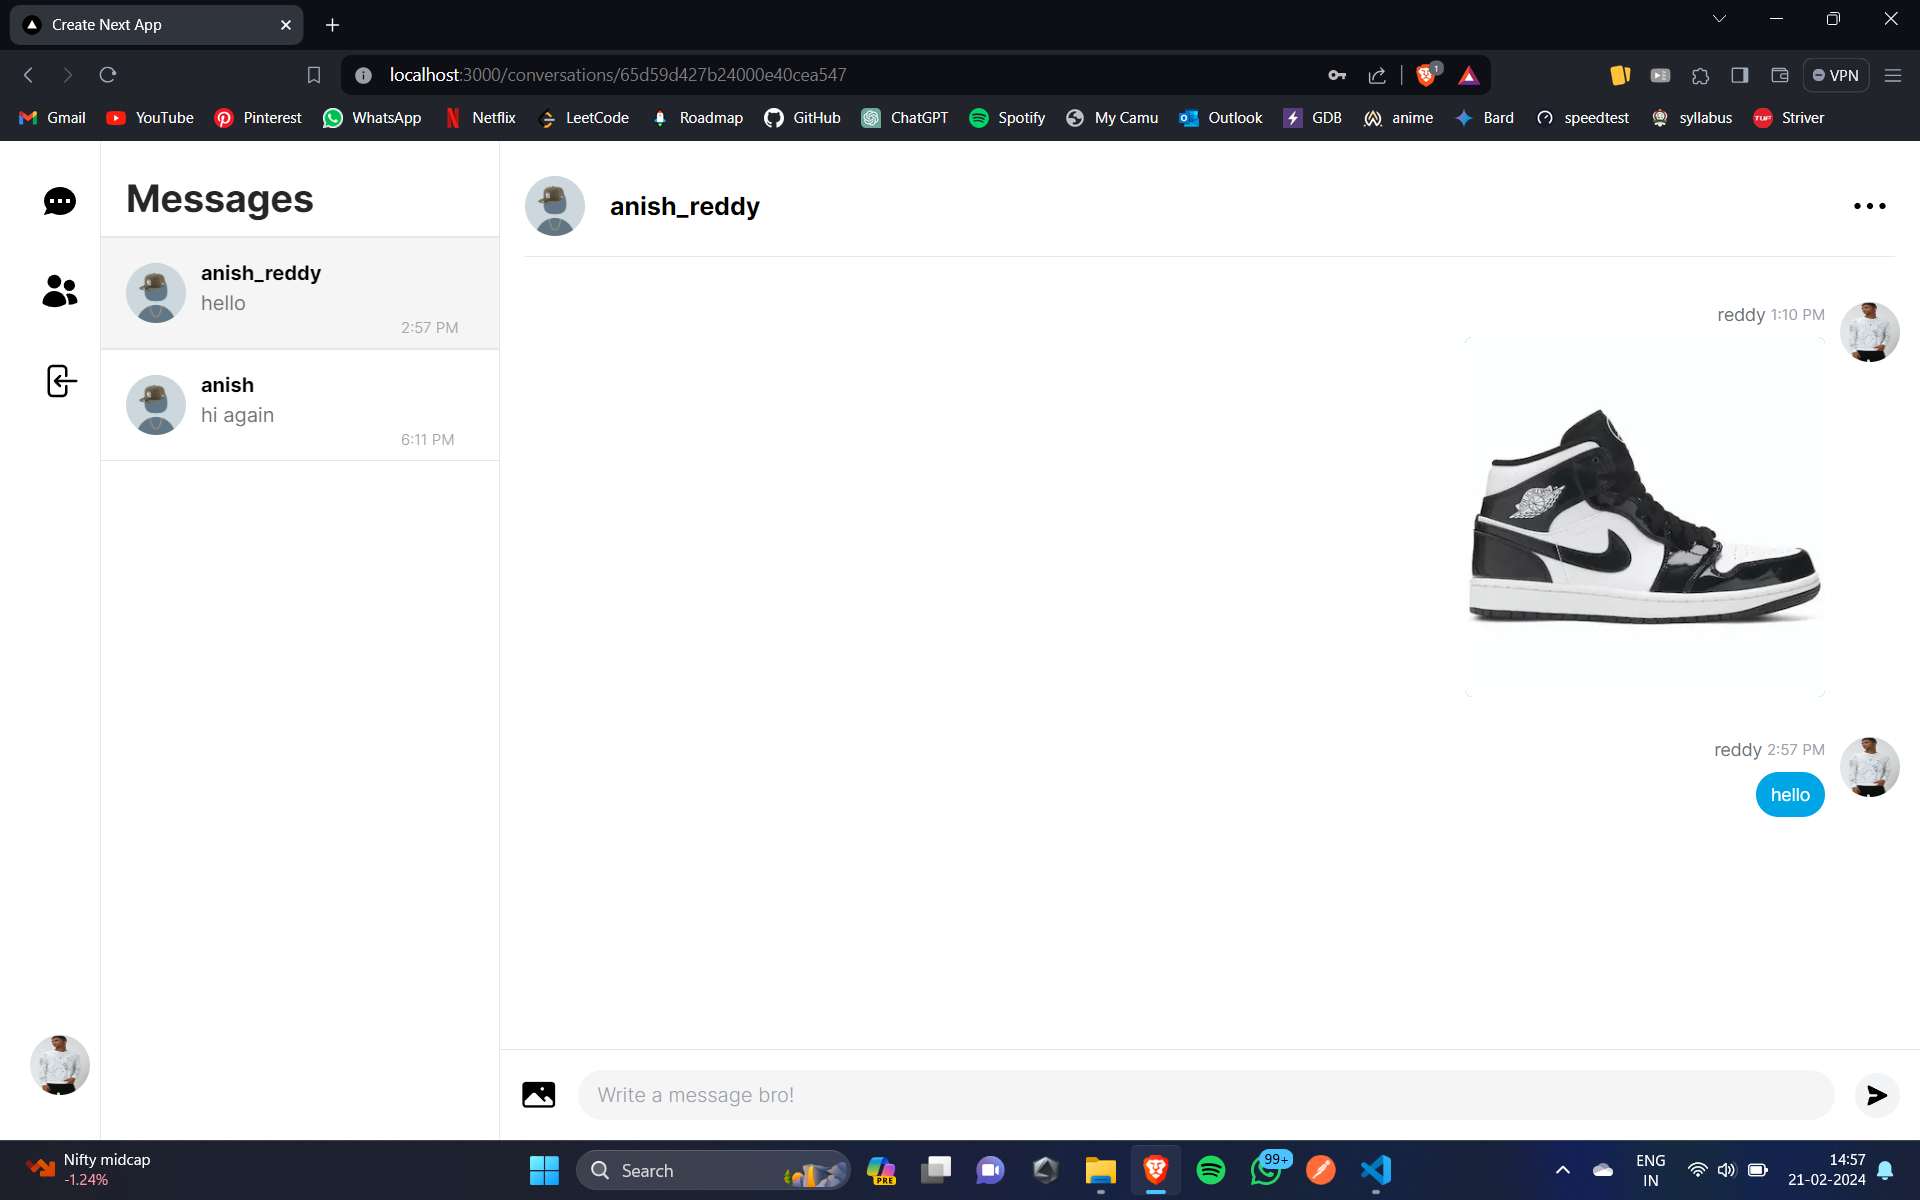 Create Next App
localhost:3000/conversations/65d59d427b24000e40cea547
1
VPN
Gmail YouTube Pinterest WhatsApp Netflix LeetCode Roadmap GitHub ChatGPT Spotify My Camu Outlook GDB anime Bard speedtest syllabus TUF Striver
Messages
anish_reddy
hello
2:57 PM
anish
hi again
6:11 PM
anish_reddy
reddy 1:10 PM
reddy 2:57 PM
hello
Write a message bro!
Nifty midcap
-1.24%
Search
PRE
99+
ENG
IN
14:57
21-02-2024